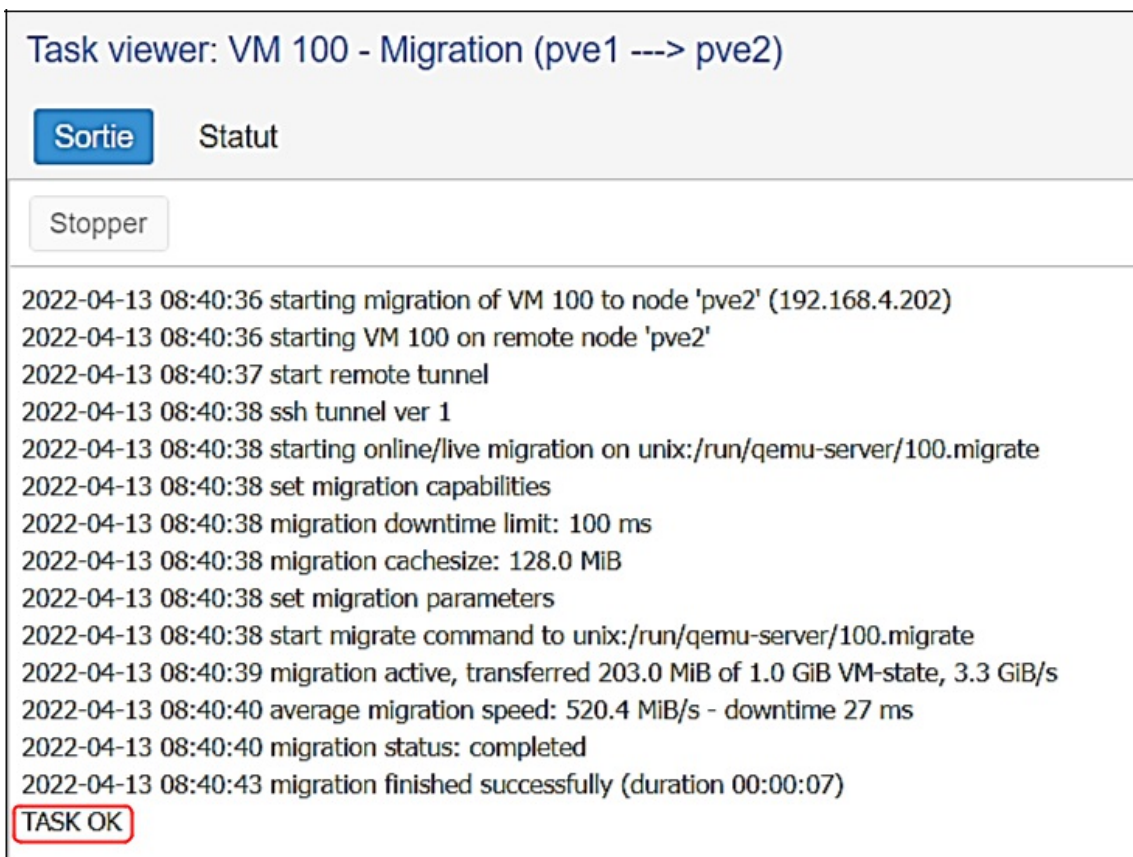 Task viewer: VM 100 - Migration (pve1 ---> pve2)
Sortie Statut
Stopper
2022-04-13 08:40:36 starting migration of VM 100 to node 'pve2' (192.168.4.202)
2022-04-13 08:40:36 starting VM 100 on remote node 'pve2'
2022-04-13 08:40:37 start remote tunnel
2022-04-13 08:40:38 ssh tunnel ver 1
2022-04-13 08:40:38 starting online/live migration on unix:/run/qemu-server/100.migrate
2022-04-13 08:40:38 set migration capabilities
2022-04-13 08:40:38 migration downtime limit: 100 ms
2022-04-13 08:40:38 migration cachesize: 128.0 MiB
2022-04-13 08:40:38 set migration parameters
2022-04-13 08:40:38 start migrate command to unix:/run/qemu-server/100.migrate
2022-04-13 08:40:39 migration active, transferred 203.0 MiB of 1.0 GiB VM-state, 3.3 GiB/s
2022-04-13 08:40:40 average migration speed: 520.4 MiB/s - downtime 27 ms
2022-04-13 08:40:40 migration status: completed
2022-04-13 08:40:43 migration finished successfully (duration 00:00:07)
TASK OK